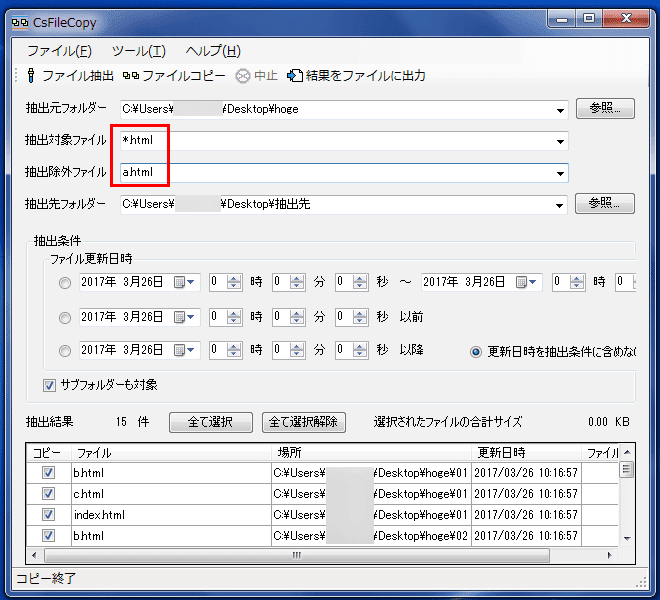 CsFileCopy
ファイル(F) ツール(T) ヘルプ(H)
ファイル抽出 ファイルコピー 中止 結果をファイルに出力
抽出元フォルダー C:¥Users¥ ¥Desktop¥hoge 参照...
抽出対象ファイル *.html
抽出除外ファイル a.html
抽出先フォルダー C:¥Users¥ ¥Desktop¥抽出先 参照...
抽出条件
ファイル更新日時
2017年 3月26日 0 時 0 分 0 秒 ～ 2017年 3月26日 0 時 0
2017年 3月26日 0 時 0 分 0 秒 以前
2017年 3月26日 0 時 0 分 0 秒 以降 更新日時を抽出条件に含めな
サブフォルダーも対象
抽出結果 15 件 全て選択 全て選択解除 選択されたファイルの合計サイズ 0.00 KB
コピー ファイル 場所 更新日時 ファイル
b.html C:¥Users¥ ¥Desktop¥hoge¥01 2017/03/26 10:16:57
c.html C:¥Users¥ ¥Desktop¥hoge¥01 2017/03/26 10:16:57
index.html C:¥Users¥ ¥Desktop¥hoge¥01 2017/03/26 10:16:57
b.html C:¥Users¥ ¥Desktop¥hoge¥02 2017/03/26 10:16:57
コピー終了